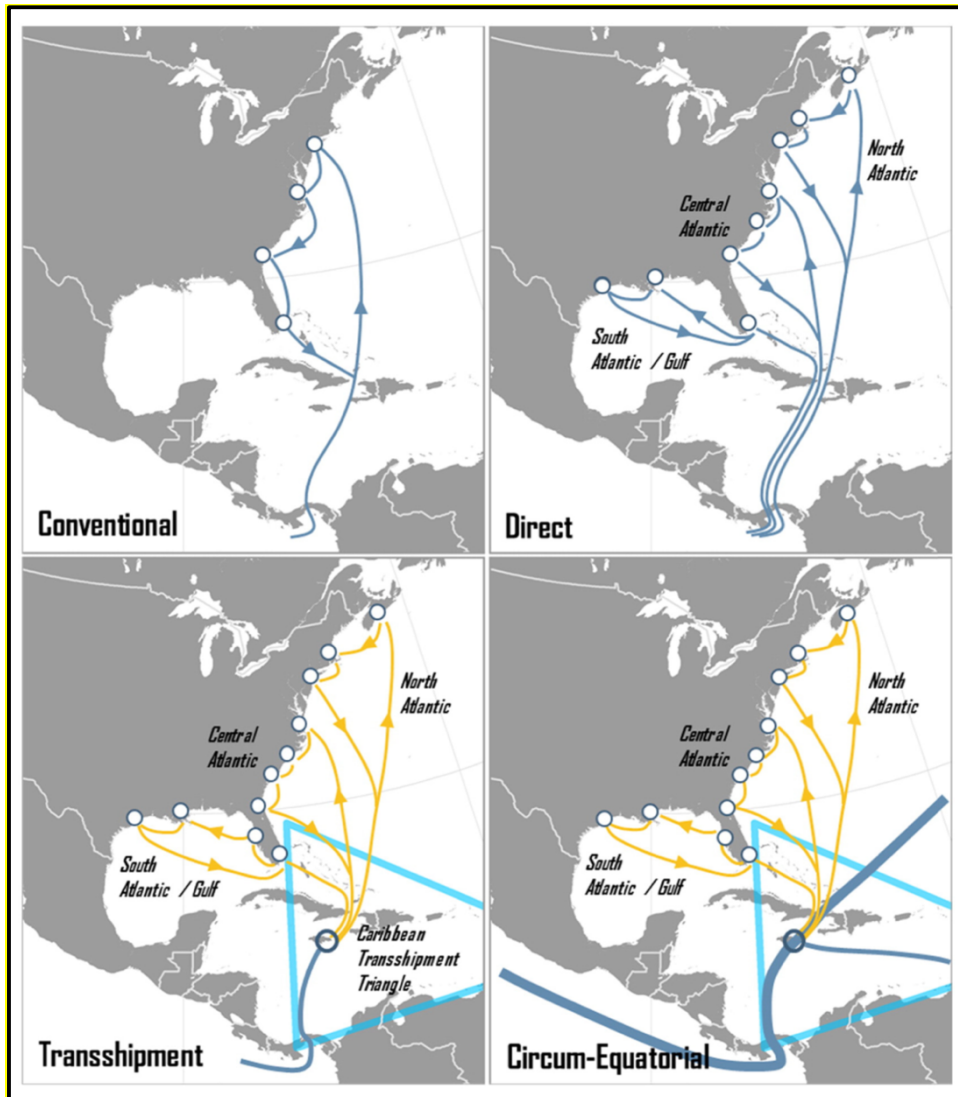 Conventional
North
Atlantic
Central
Atlantic
South
Atlantic / Gulf
Direct
North
Atlantic
Central
Atlantic
South
Atlantic / Gulf
Caribbean
Transshipment
Triangle
Transshipment
North
Atlantic
Central
Atlantic
South
Atlantic / Gulf
Circum-Equatorial